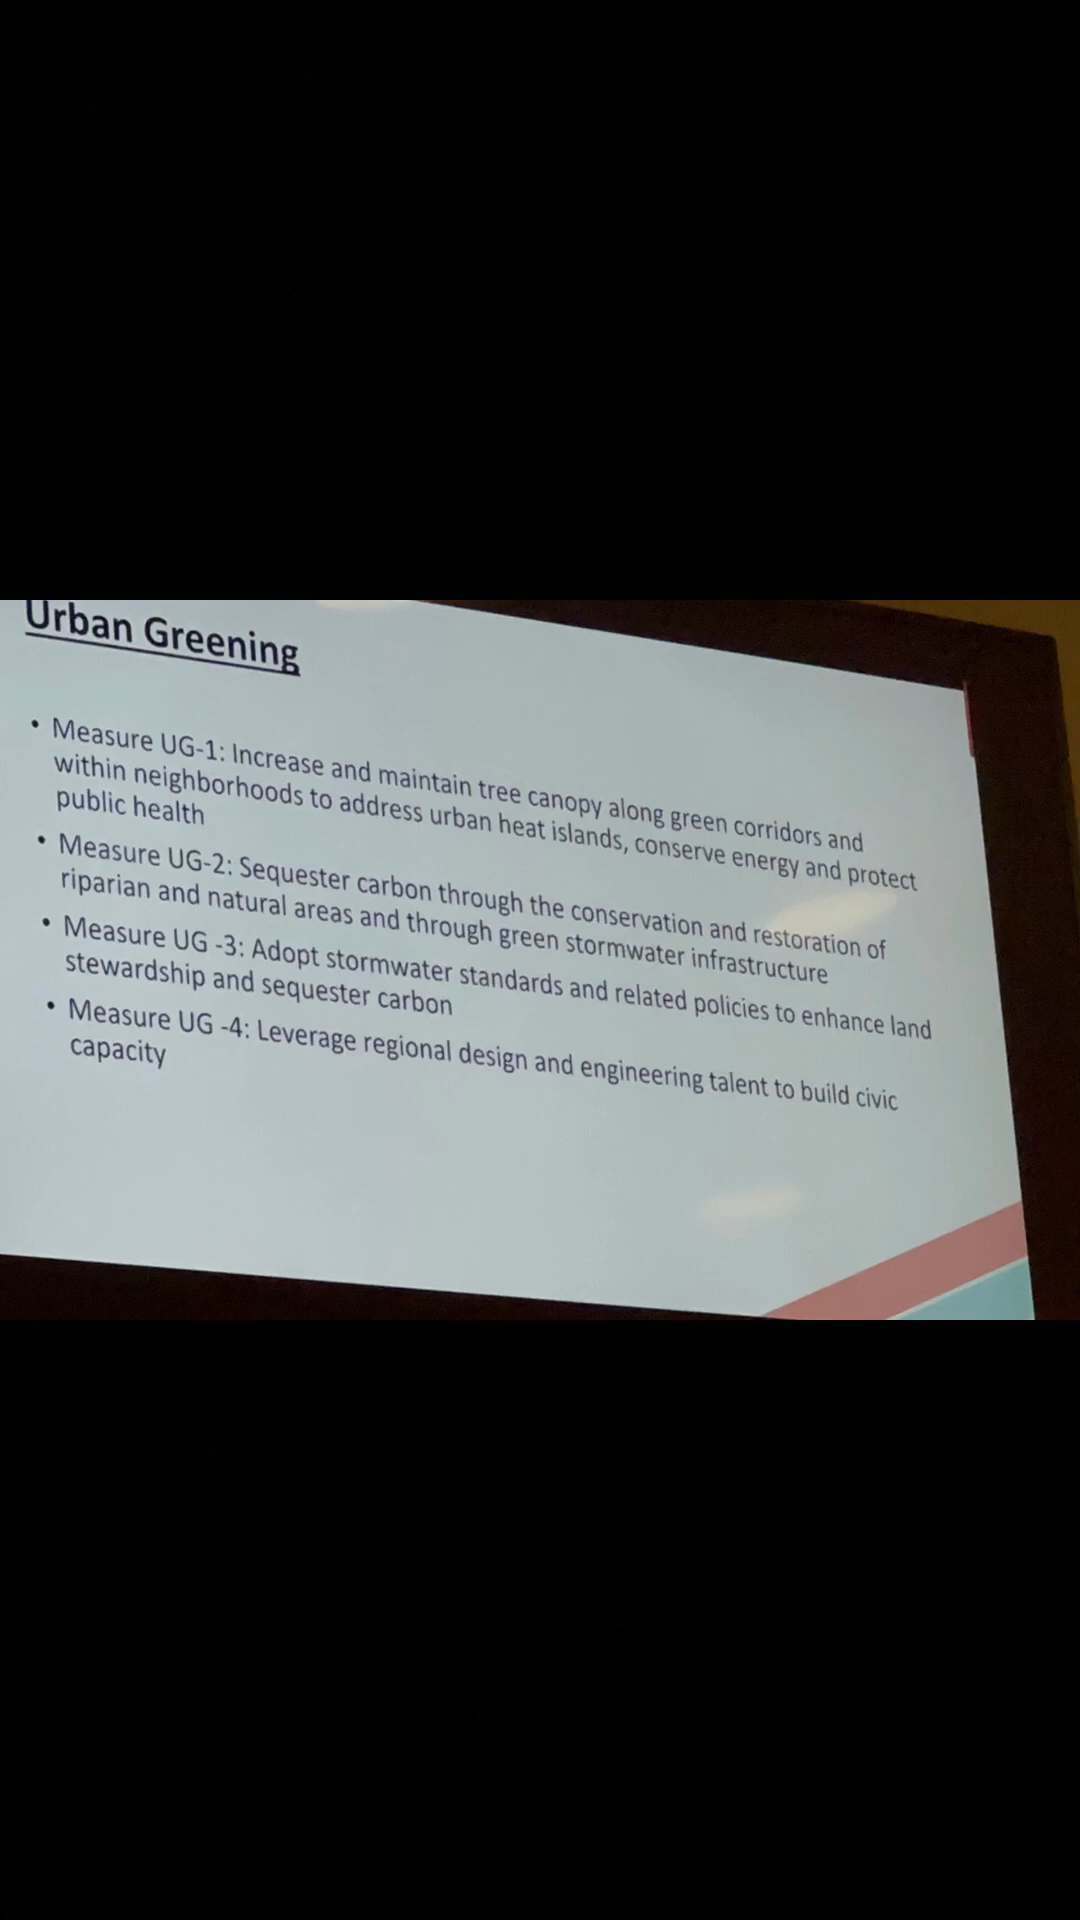 Urban Greening
• Measure UG-1: Increase and maintain tree canopy along green corridors and
within neighborhoods to address urban heat islands, conserve energy and protect
public health
• Measure UG-2: Sequester carbon through the conservation and restoration of
riparian and natural areas and through green stormwater infrastructure
• Measure UG -3: Adopt stormwater standards and related policies to enhance land
stewardship and sequester carbon
• Measure UG -4: Leverage regional design and engineering talent to build civic
capacity